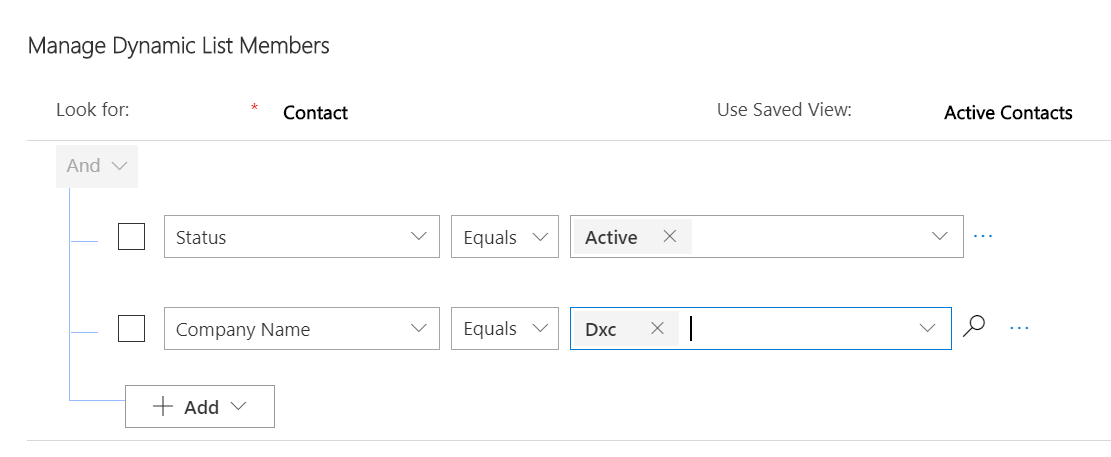 Manage Dynamic List Members
Look for: * Contact Use Saved View: Active Contacts
And
Status Equals Active
Company Name Equals Dxc
Add